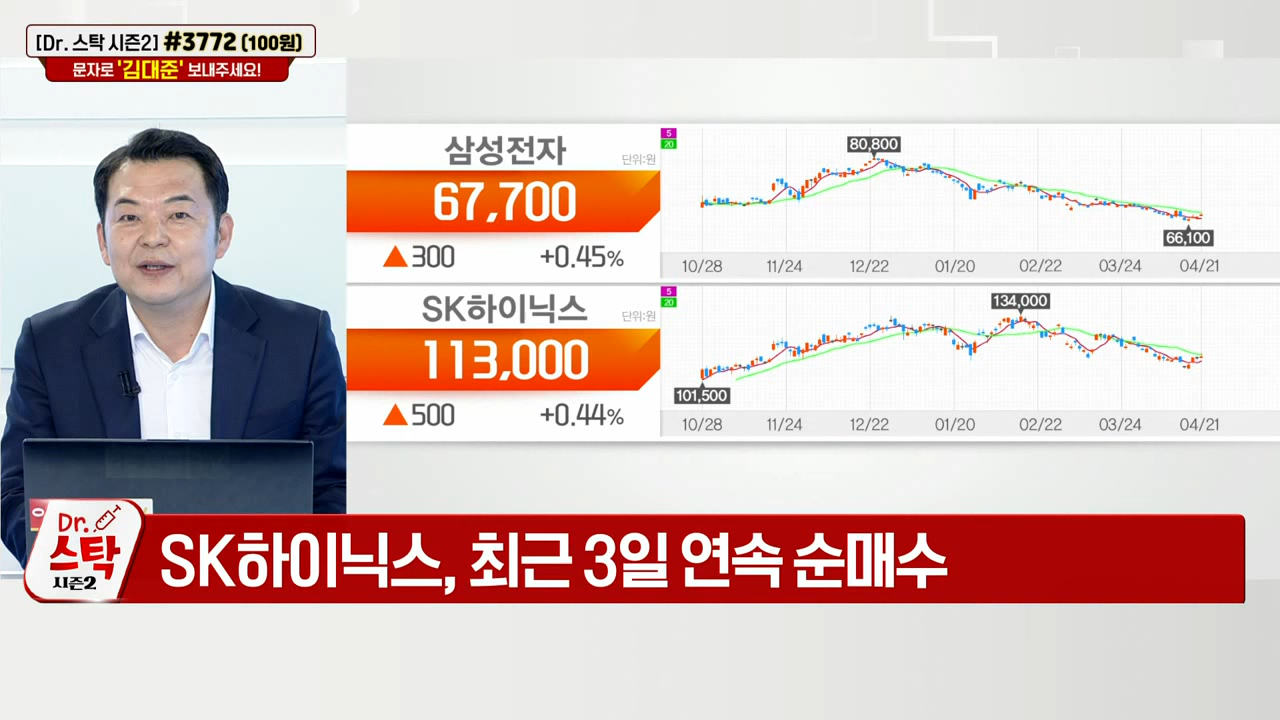 [Dr. 스탁 시즌2] #3772 (100원)
문자로 '김대준' 보내주세요!
삼성전자
단위:원
67,700
▲300 +0.45%
5
20
80,800
66,100
10/28 11/24 12/22 01/20 02/22 03/24 04/21
SK하이닉스
단위:원
113,000
▲500 +0.44%
5
20
134,000
101,500
10/28 11/24 12/22 01/20 02/22 03/24 04/21
Dr.
스탁
시즌2
SK하이닉스, 최근 3일 연속 순매수